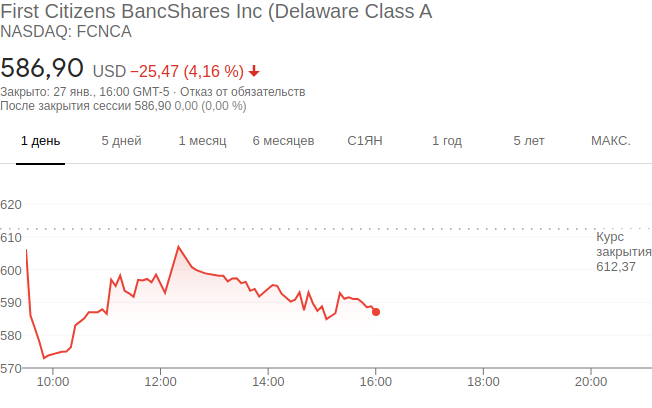 First Citizens BancShares Inc (Delaware Class A
NASDAQ: FCNCA
586,90 USD −25,47 (4,16 %)
Закрыто: 27 янв., 16:00 GMT-5 · Отказ от обязательств
После закрытия сессии 586,90 0,00 (0,00 %)
1 день 5 дней 1 месяц 6 месяцев С1ЯН 1 год 5 лет МАКС.
620
610
Курс
закрытия
612,37
600
590
580
570
10:00 12:00 14:00 16:00 18:00 20:00